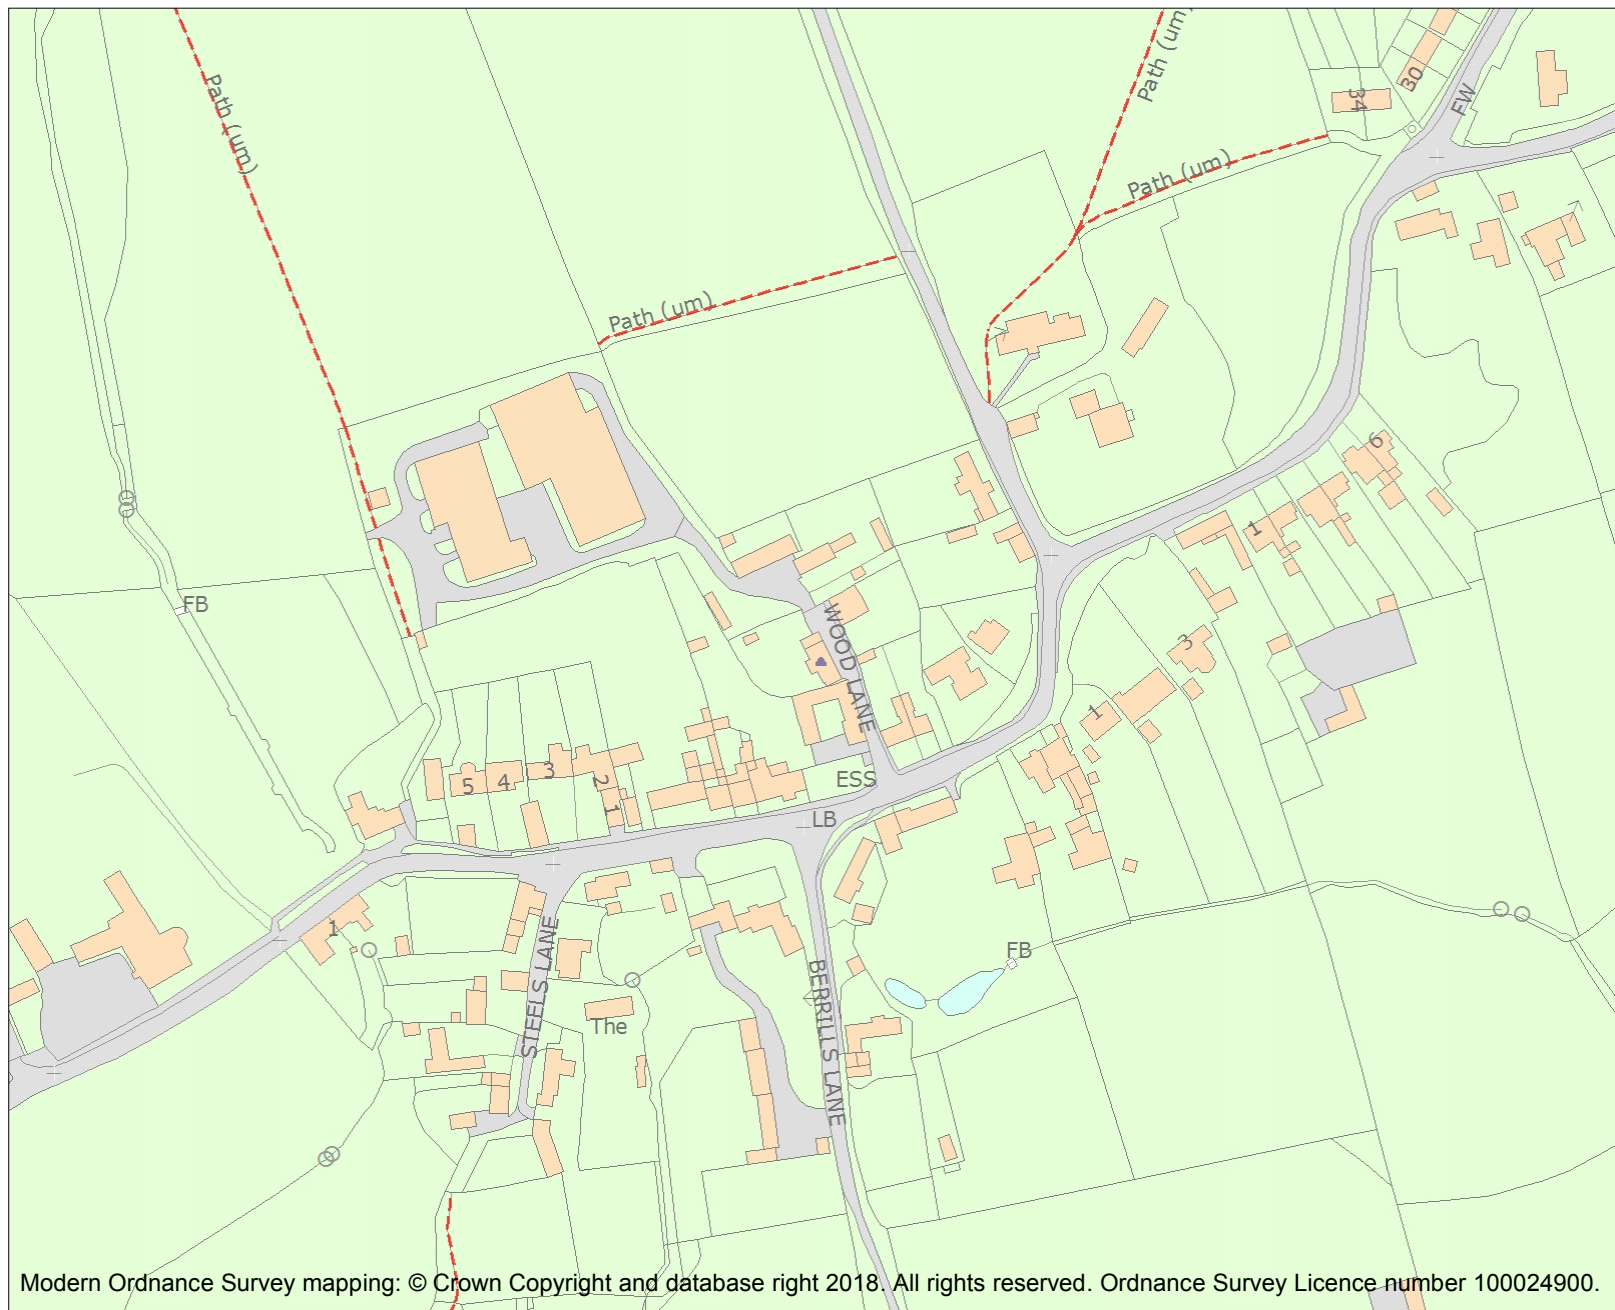 Path (um)
30
34
FW
Path (um)
Path (um)
Path (um)
6
1
FB
WOOD LANE
3
1
5
4
3
2
1
ESS
LB
1
STEELS LANE
FB
BERRILLS LANE
The
Modern Ordnance Survey mapping: © Crown Copyright and database right 2018. All rights reserved. Ordnance Survey Licence number 100024900.